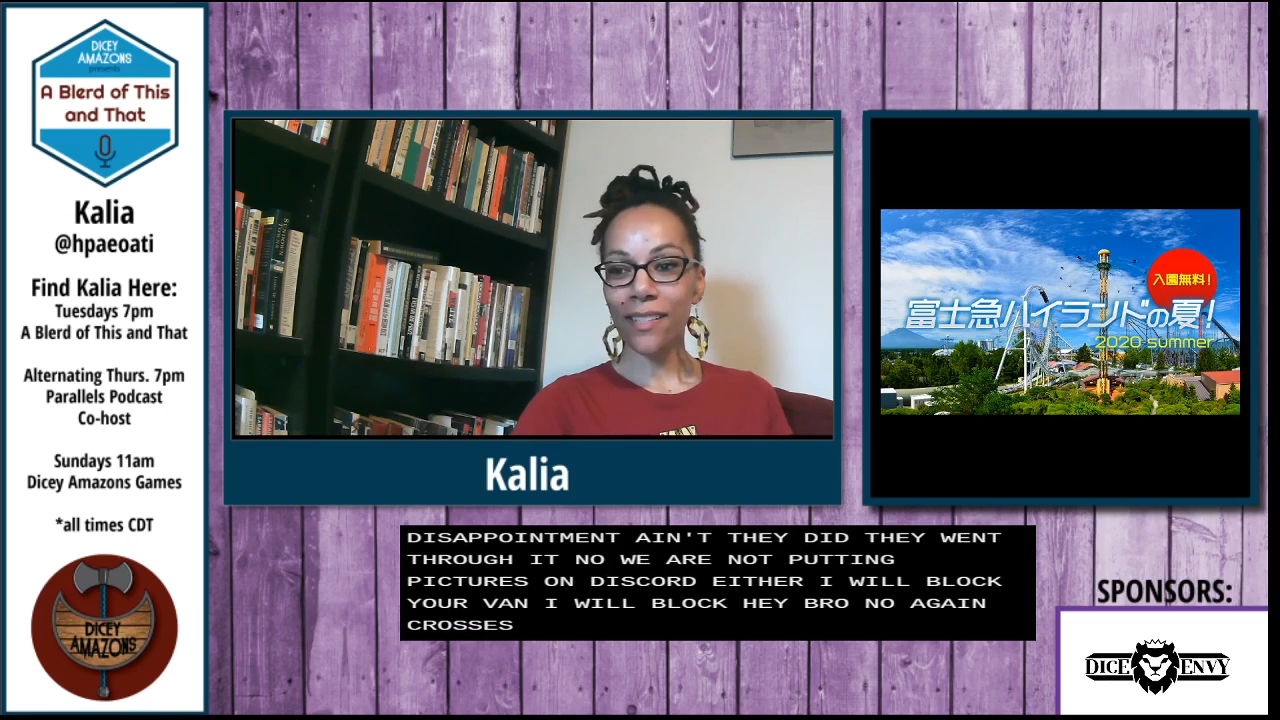 DICEY
AMAZONS
presents
A Blerd of This
and That
Kalia
@hpaeoati
Find Kalia Here:
Tuesdays 7pm
A Blerd of This and That
Alternating Thurs. 7pm
Parallels Podcast
Co-host
Sundays 11am
Dicey Amazons Games
*all times CDT
DICEY
AMAZONS
Kalia
入園無料!
富士急ハイランドの夏!
2020 summer
DISAPPOINTMENT AIN'T THEY DID THEY WENT
THROUGH IT NO WE ARE NOT PUTTING
PICTURES ON DISCORD EITHER I WILL BLOCK
YOUR VAN I WILL BLOCK HEY BRO NO AGAIN
CROSSES
SPONSORS:
DICE ENVY